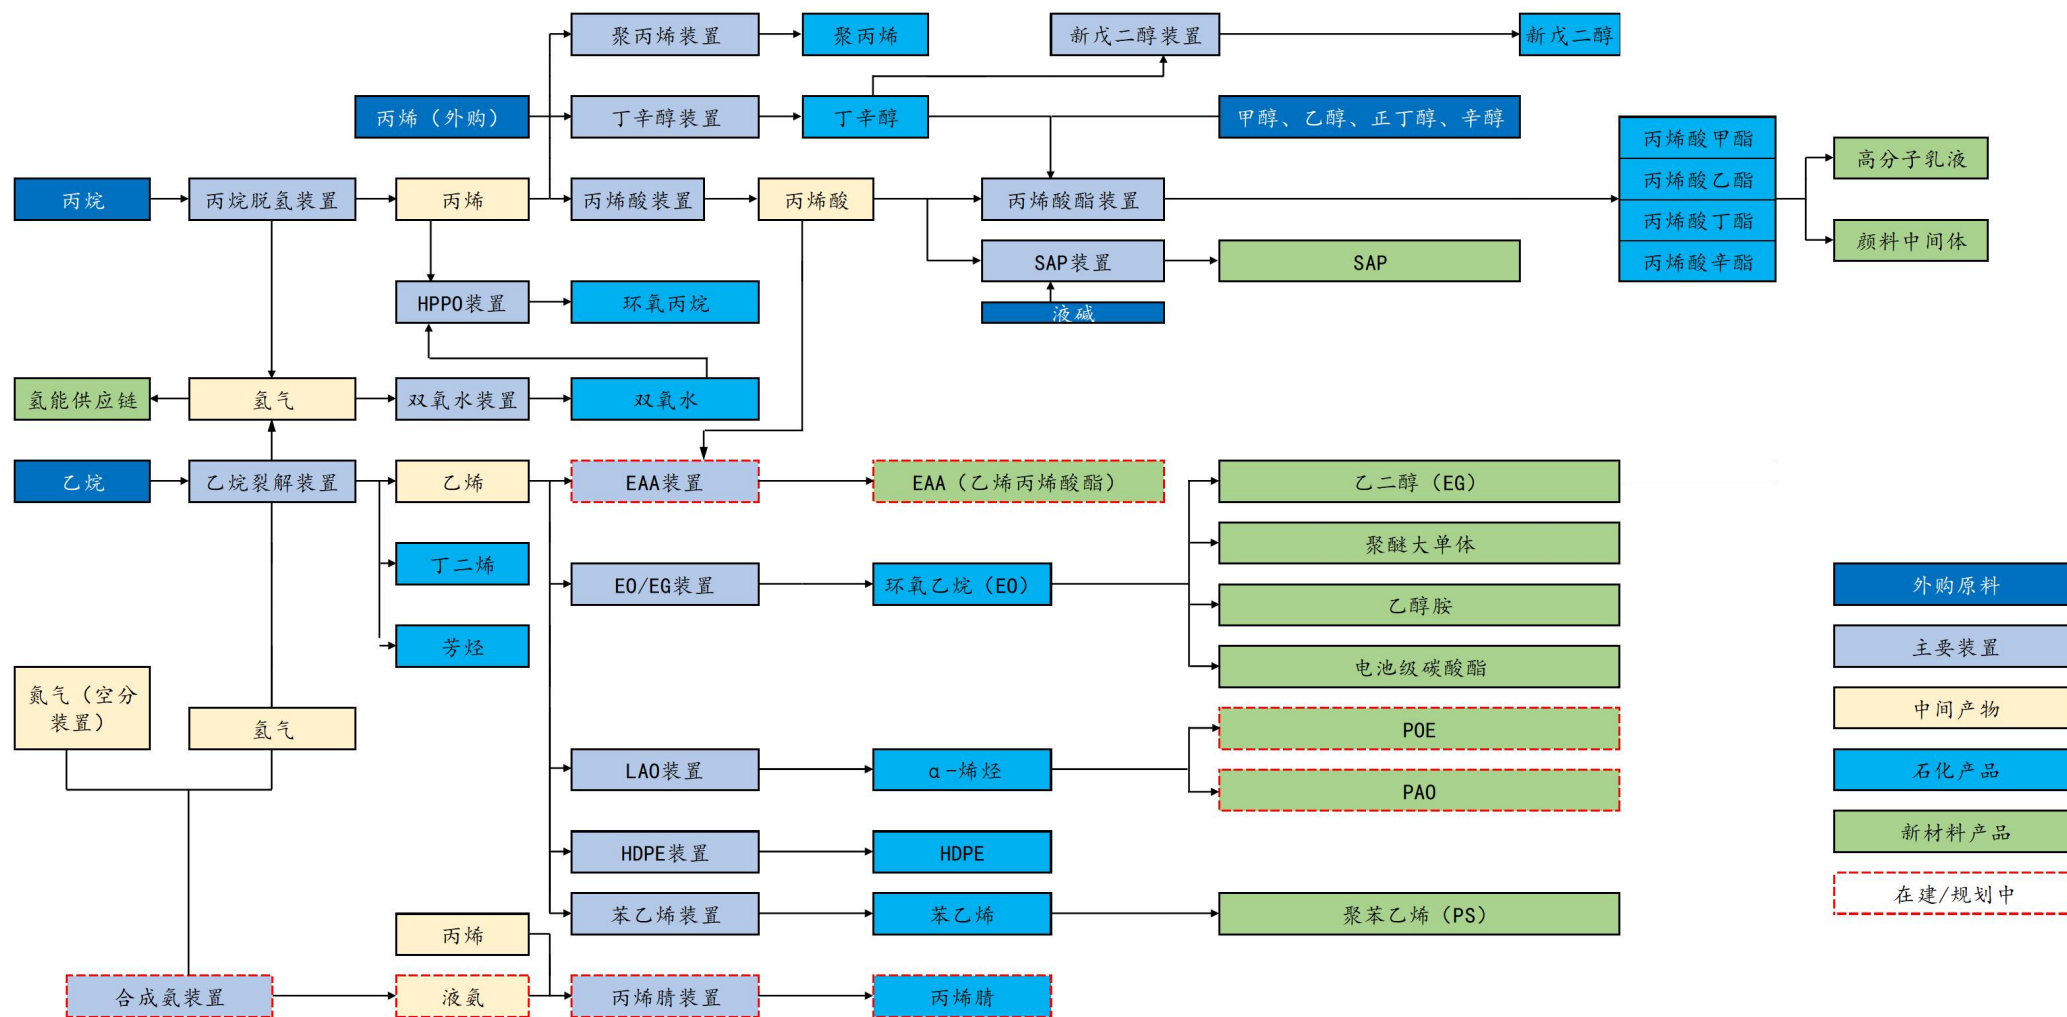 聚丙烯装置
聚丙烯
新戊二醇装置
新戊二醇
丙烯（外购）
丁辛醇装置
丁辛醇
甲醇、乙醇、正丁醇、辛醇
丙烯酸甲酯
丙烯酸乙酯
丙烯酸丁酯
丙烯酸辛酯
高分子乳液
颜料中间体
丙烷
丙烷脱氢装置
丙烯
丙烯酸装置
丙烯酸
丙烯酸酯装置
SAP装置
SAP
液碱
HPPO装置
环氧丙烷
氢能供应链
氢气
双氧水装置
双氧水
乙烷
乙烷裂解装置
乙烯
EAA装置
EAA（乙烯丙烯酸酯）
乙二醇（EG）
聚醚大单体
丁二烯
EO/EG装置
环氧乙烷（EO）
乙醇胺
芳烃
电池级碳酸酯
氮气（空分
装置）
氢气
POE
LAO装置
α-烯烃
PAO
HDPE装置
HDPE
苯乙烯装置
苯乙烯
聚苯乙烯（PS）
丙烯
合成氨装置
液氨
丙烯腈装置
丙烯腈
外购原料
主要装置
中间产物
石化产品
新材料产品
在建/规划中